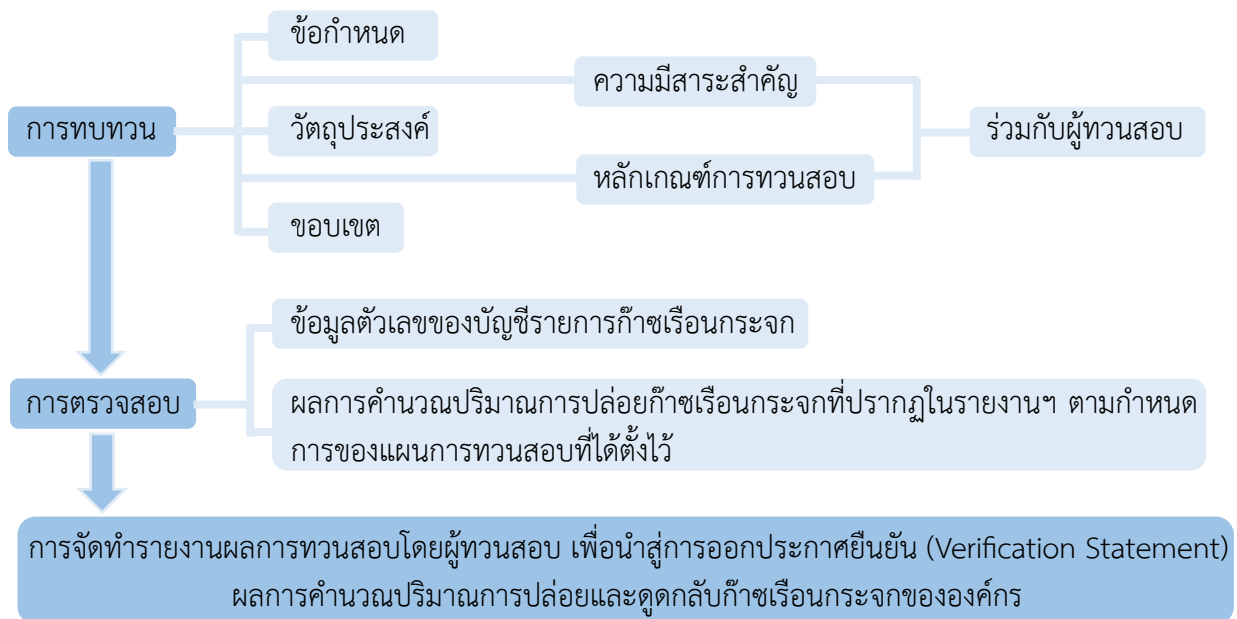 ข้อกำหนด
ความมีสาระสำคัญ
การทบทวน
วัตถุประสงค์
ร่วมกับผู้ทวนสอบ
หลักเกณฑ์การทวนสอบ
ขอบเขต
ข้อมูลตัวเลขของบัญชีรายการก๊าซเรือนกระจก
การตรวจสอบ
ผลการคำนวณปริมาณการปล่อยก๊าซเรือนกระจกที่ปรากฏในรายงานฯ ตามกำหนด
การของแผนการทวนสอบที่ได้ตั้งไว้
การจัดทำรายงานผลการทวนสอบโดยผู้ทวนสอบ เพื่อนำสู่การออกประกาศยืนยัน (Verification Statement)
ผลการคำนวณปริมาณการปล่อยและดูดกลับก๊าซเรือนกระจกขององค์กร